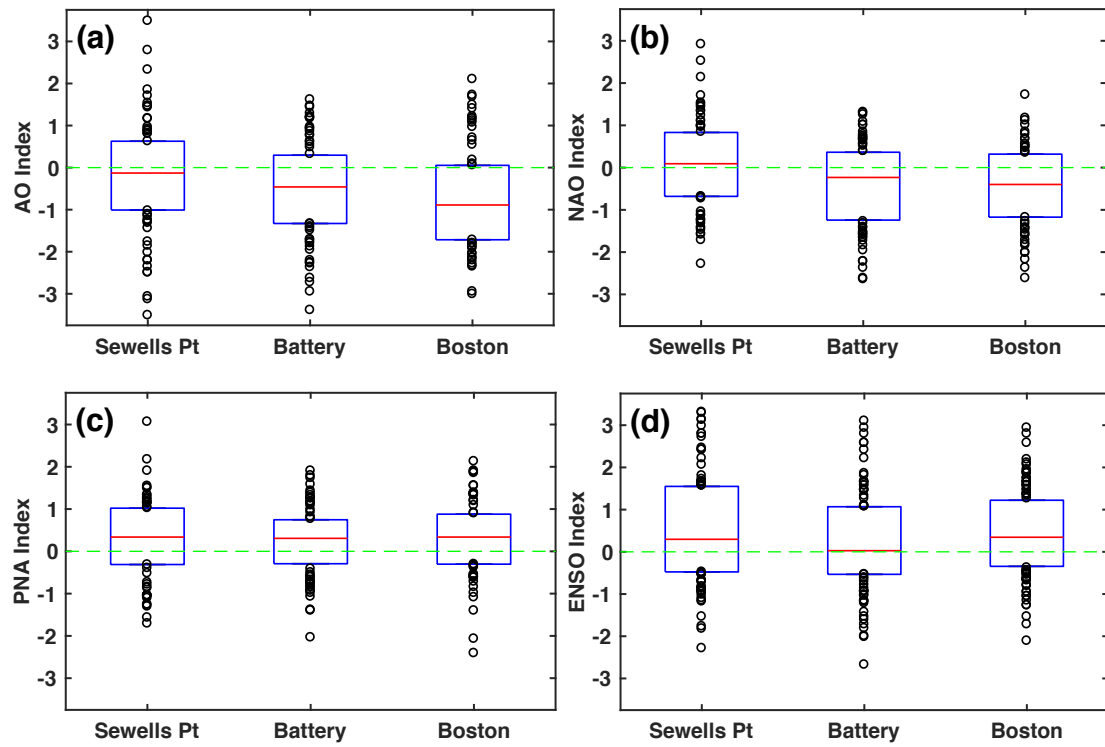 (a)
3
2
1
0
-1
-2
-3
AO Index
Sewells Pt Battery Boston
(b)
3
2
1
0
-1
-2
-3
NAO Index
Sewells Pt Battery Boston
(c)
3
2
1
0
-1
-2
-3
PNA Index
Sewells Pt Battery Boston
(d)
3
2
1
0
-1
-2
-3
ENSO Index
Sewells Pt Battery Boston